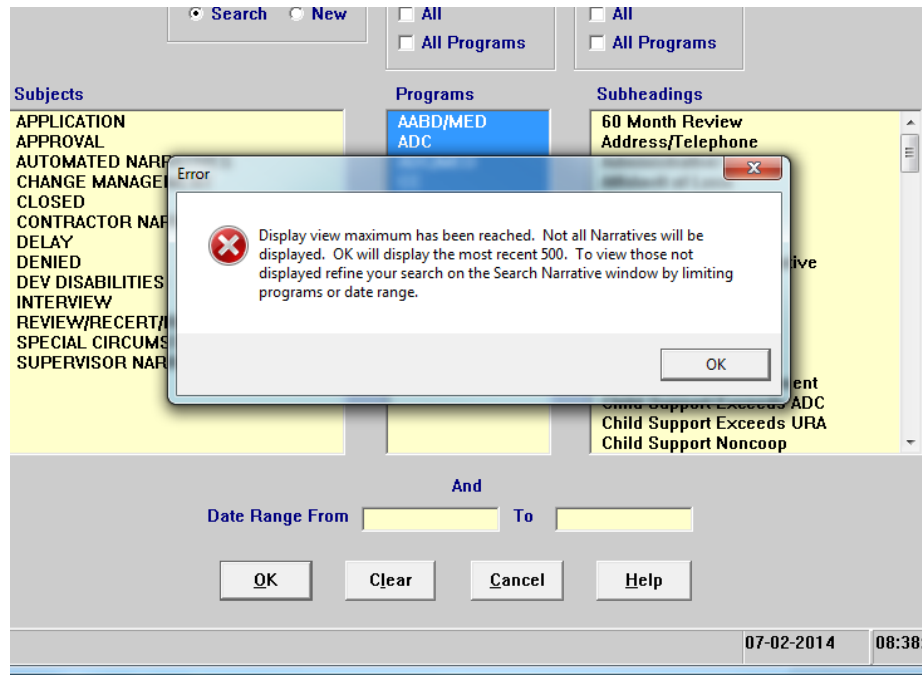 Search New
All
All
All Programs
All Programs
Subjects
Programs
Subheadings
APPLICATION
APPROVAL
AUTOMATED NARR
CHANGE MANAGE
CLOSED
CONTRACTOR NAR
DELAY
DENIED
DEV DISABILITIES
INTERVIEW
REVIEW/RECERT/
SPECIAL CIRCUMS
SUPERVISOR NAR
AABD/MED
ADC
60 Month Review
Address/Telephone
Error
Display view maximum has been reached. Not all Narratives will be
displayed. OK will display the most recent 500. To view those not
displayed refine your search on the Search Narrative window by limiting
programs or date range.
OK
ive
ent
Child Support Exceeds ADC
Child Support Exceeds URA
Child Support Noncoop
And
Date Range From To
OK Clear Cancel Help
07-02-2014 08:38